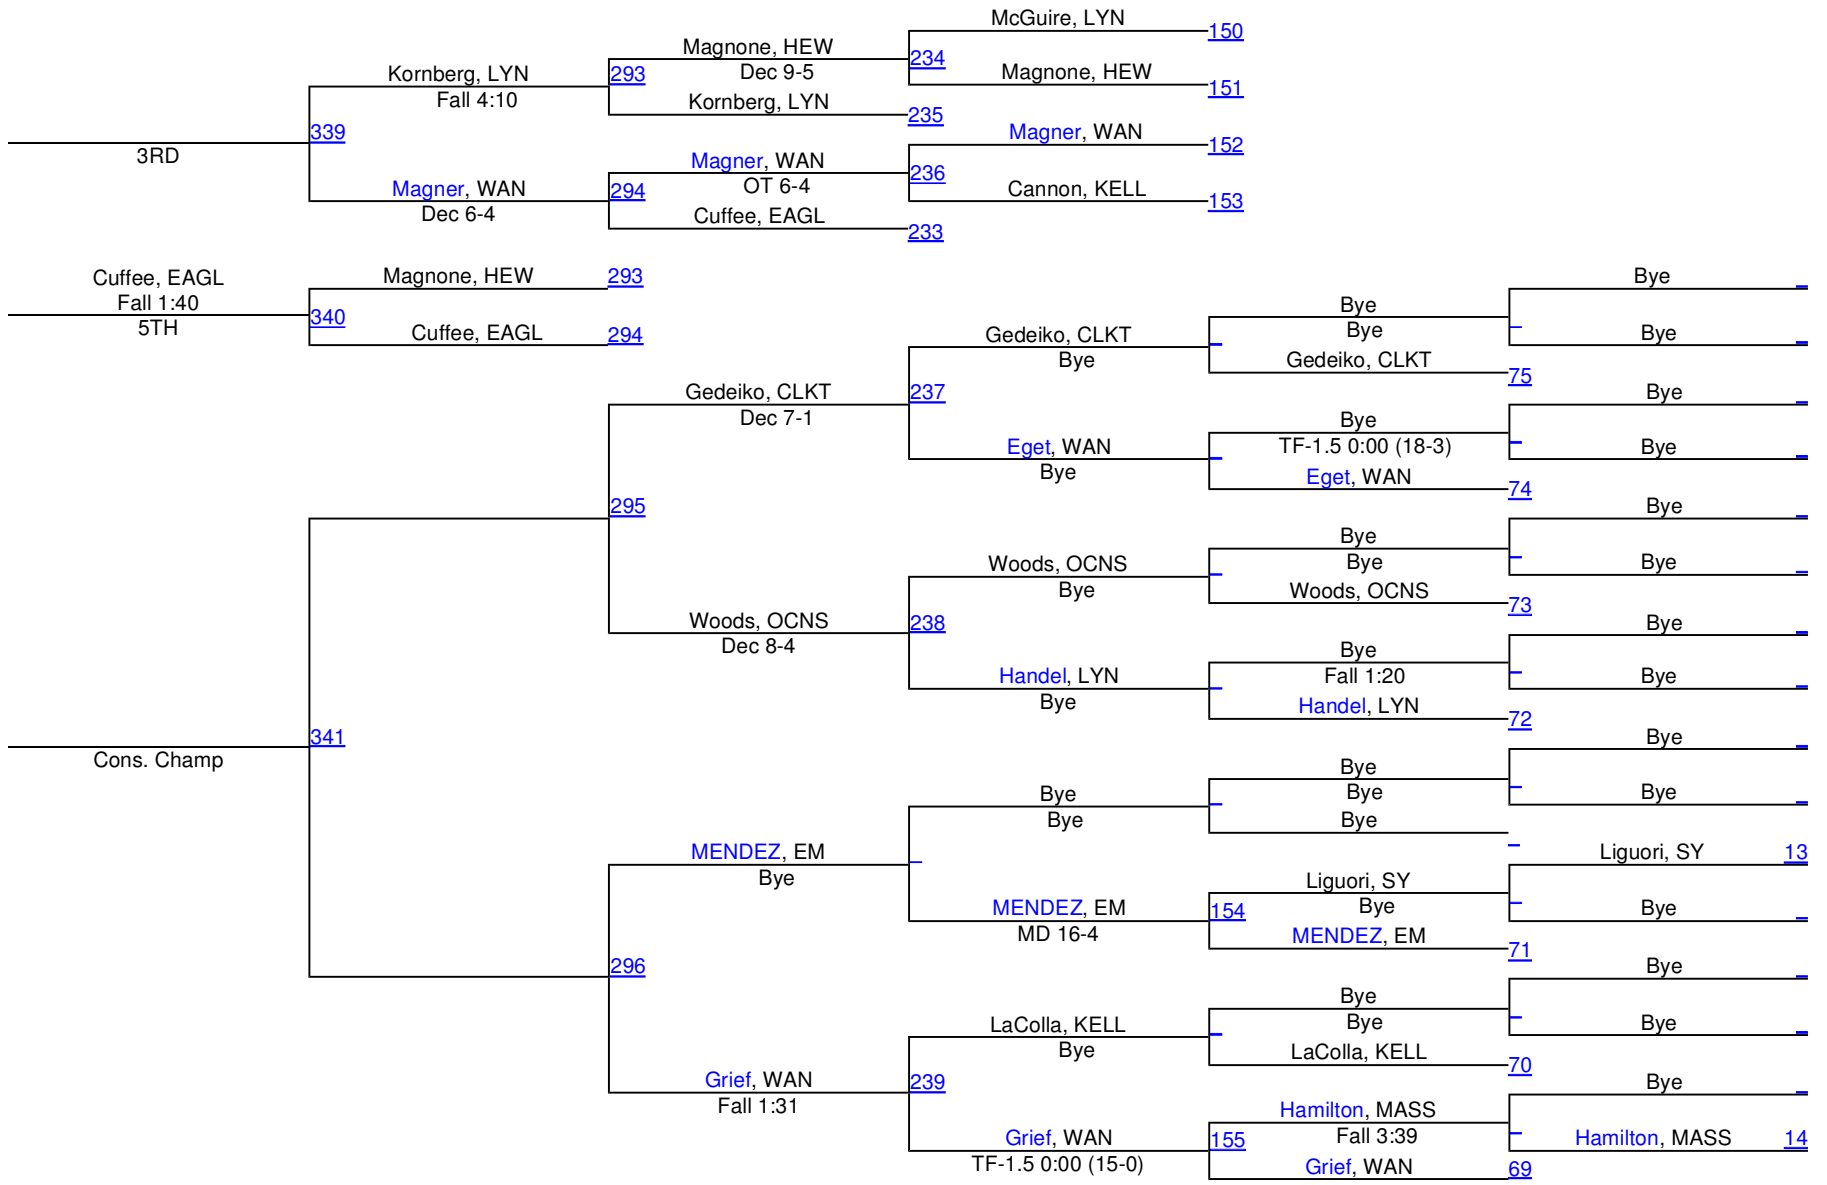 McGuire, LYN
150
Magnone, HEW
234
Dec 9-5
Kornberg, LYN
293
Magnone, HEW
151
Fall 4:10
Kornberg, LYN
235
339
Magner, WAN
152
3RD
Magner, WAN
236
OT 6-4
Magner, WAN
294
Cannon, KELL
153
Dec 6-4
Cuffee, EAGL
233
Cuffee, EAGL
Magnone, HEW
293
Fall 1:40
340
5TH
Cuffee, EAGL
294
Bye
Bye
Bye
Gedeiko, CLKT
Bye
Bye
Gedeiko, CLKT
75
Gedeiko, CLKT
237
Bye
Dec 7-1
Bye
Eget, WAN
TF-1.5 0:00 (18-3)
Bye
Bye
Eget, WAN
74
295
Bye
Bye
Woods, OCNS
Bye
Bye
Bye
Woods, OCNS
73
Woods, OCNS
238
Bye
Dec 8-4
Bye
Handel, LYN
Fall 1:20
Bye
Bye
Handel, LYN
72
341
Bye
Cons. Champ
Bye
Bye
Bye
Bye
Bye
Bye
MENDEZ, EM
Liguori, SY
13
Bye
Liguori, SY
MENDEZ, EM
154
Bye
Bye
MD 16-4
MENDEZ, EM
71
296
Bye
Bye
LaColla, KELL
Bye
Bye
Bye
LaColla, KELL
70
Grief, WAN
239
Bye
Fall 1:31
Hamilton, MASS
Grief, WAN
155
Fall 3:39
Hamilton, MASS
14
TF-1.5 0:00 (15-0)
Grief, WAN
69